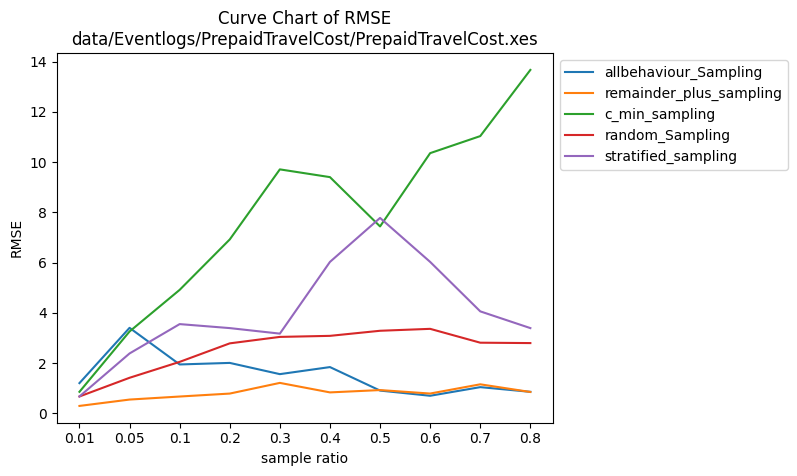 Curve Chart of RMSE
data/Eventlogs/PrepaidTravelCost/PrepaidTravelCost.xes
allbehaviour_Sampling
remainder_plus_sampling
c_min_sampling
random_Sampling
stratified_sampling
RMSE
14
12
10
8
6
4
2
0
0.01 0.05 0.1 0.2 0.3 0.4 0.5 0.6 0.7 0.8
sample ratio